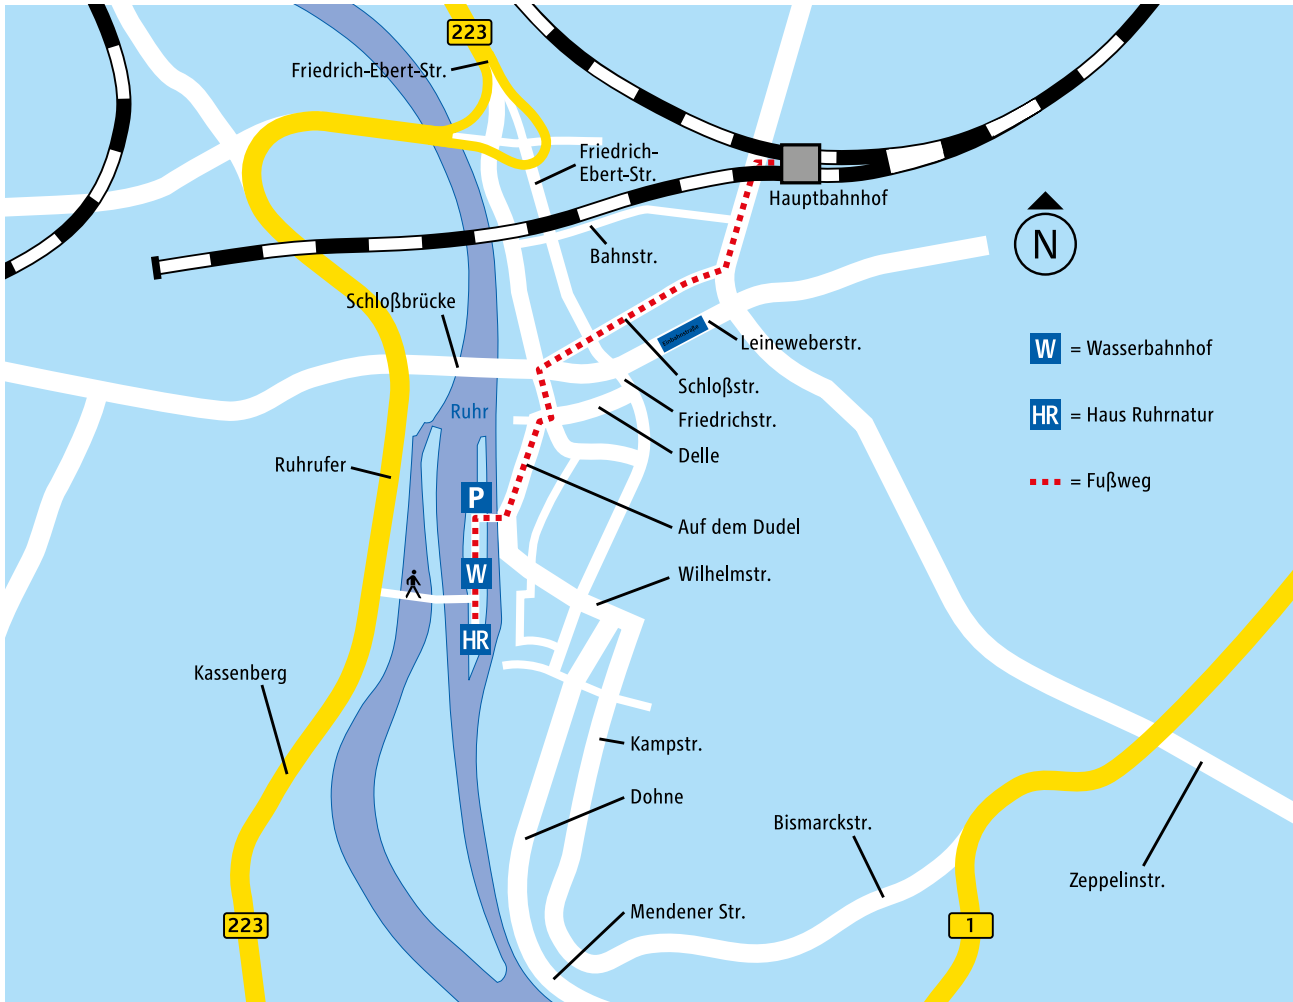 223
Friedrich-Ebert-Str.
Friedrich-
Ebert-Str.
Hauptbahnhof
N
Bahnstr.
Schloßbrücke
Einbahnstraße
Leineweberstr.
W = Wasserbahnhof
Schloßstr.
Ruhr
Friedrichstr.
HR = Haus Ruhrnatur
Delle
Ruhrufer
= Fußweg
P
Auf dem Dudel
W
Wilhelmstr.
HR
Kassenberg
Kampstr.
Dohne
Bismarckstr.
Zeppelinstr.
Mendener Str.
223
1